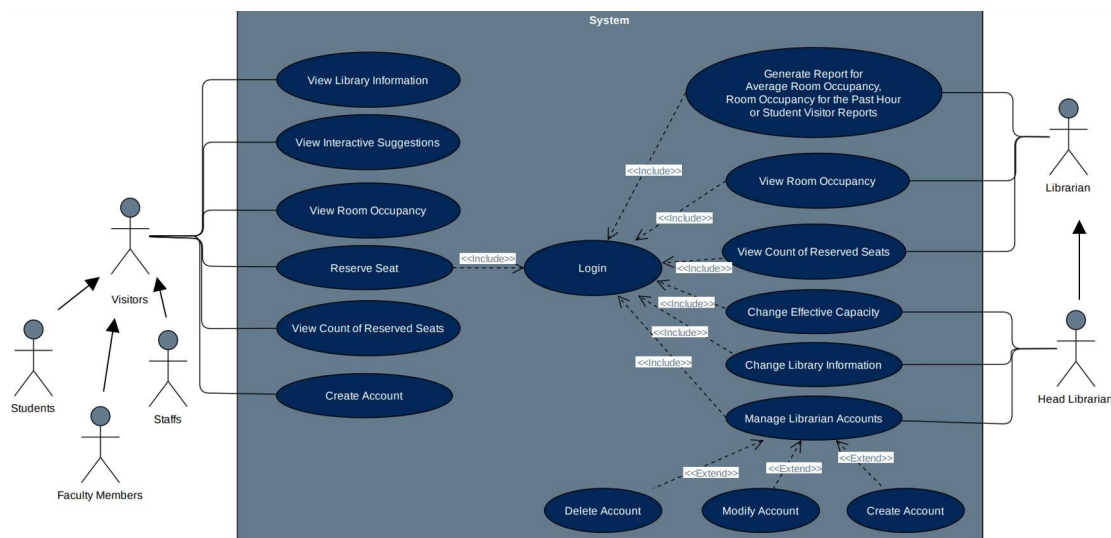 System
View Library Information
View Interactive Suggestions
View Room Occupancy
Reserve Seat
View Count of Reserved Seats
Create Account
Visitors
Students
Staffs
Faculty Members
<<Include>>
Login
Generate Report for
Average Room Occupancy,
Room Occupancy for the Past Hour
or Student Visitor Reports
<<Include>>
View Room Occupancy
<<Include>>
View Count of Reserved Seats
<<Include>>
Change Effective Capacity
<<Include>>
Change Library Information
<<Include>>
Manage Librarian Accounts
<<Include>>
<<Extend>>
<<Extend>>
<<Extend>>
Delete Account
Modify Account
Create Account
Librarian
Head Librarian